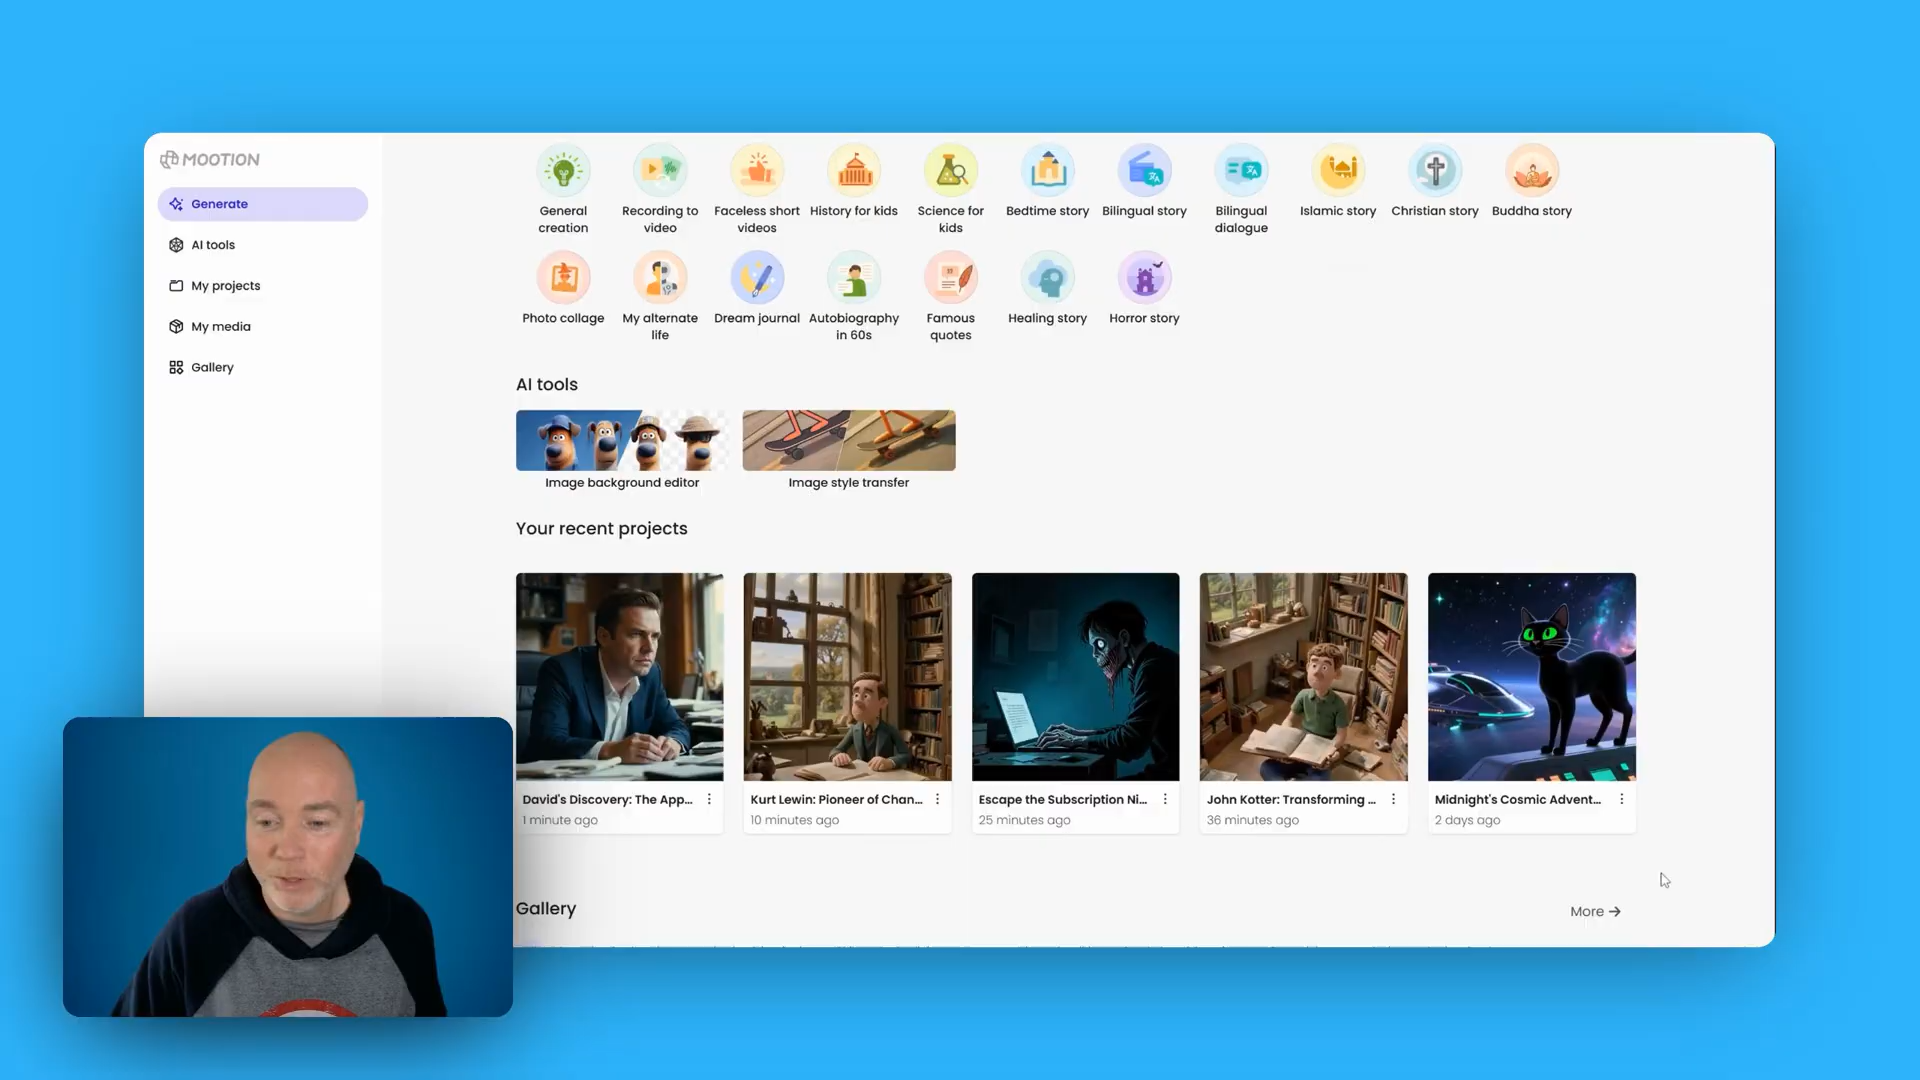 MOOTION
Generate
AI tools
My projects
My media
Gallery
General creation
Recording to video
Faceless short videos
History for kids
Science for kids
Bedtime story
Bilingual story
Bilingual dialogue
Islamic story
Christian story
Buddha story
Photo collage
My alternate life
Dream journal
Autobiography in 60s
Famous quotes
Healing story
Horror story
AI tools
Image background editor
Image style transfer
Your recent projects
David's Discovery: The App...
1 minute ago
Kurt Lewin: Pioneer of Chan...
10 minutes ago
Escape the Subscription Ni...
25 minutes ago
John Kotter: Transforming ...
36 minutes ago
Midnight's Cosmic Advent...
2 days ago
Gallery
More →